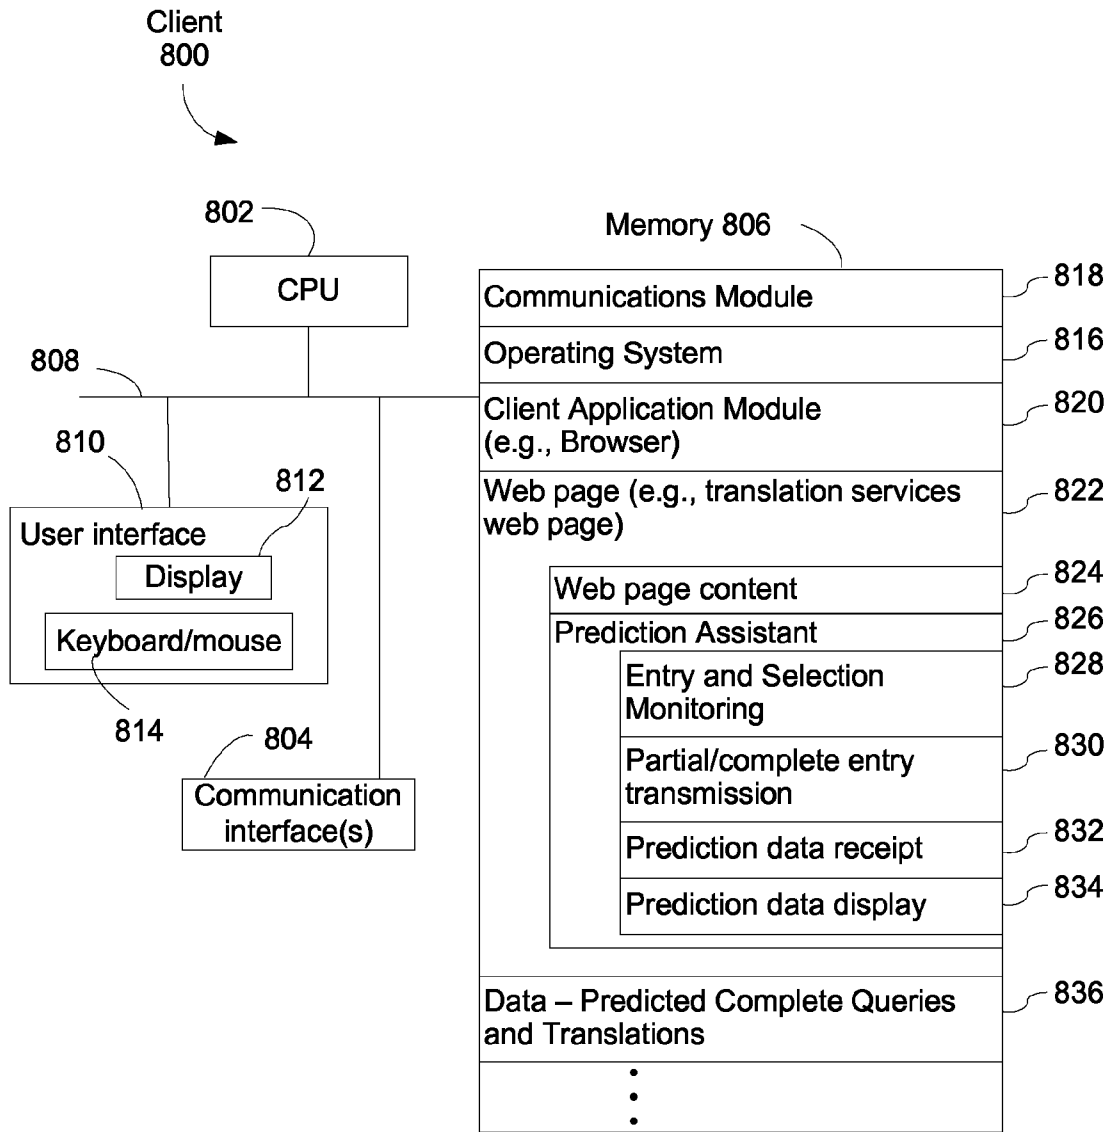 Client
800
802
CPU
808
810
812
User interface
Display
Keyboard/mouse
814
804
Communication
interface(s)
Memory 806
Communications Module
818
Operating System
816
Client Application Module
(e.g., Browser)
820
Web page (e.g., translation services
web page)
822
Web page content
824
Prediction Assistant
826
Entry and Selection
Monitoring
828
Partial/complete entry
transmission
830
Prediction data receipt
832
Prediction data display
834
Data – Predicted Complete Queries
and Translations
836